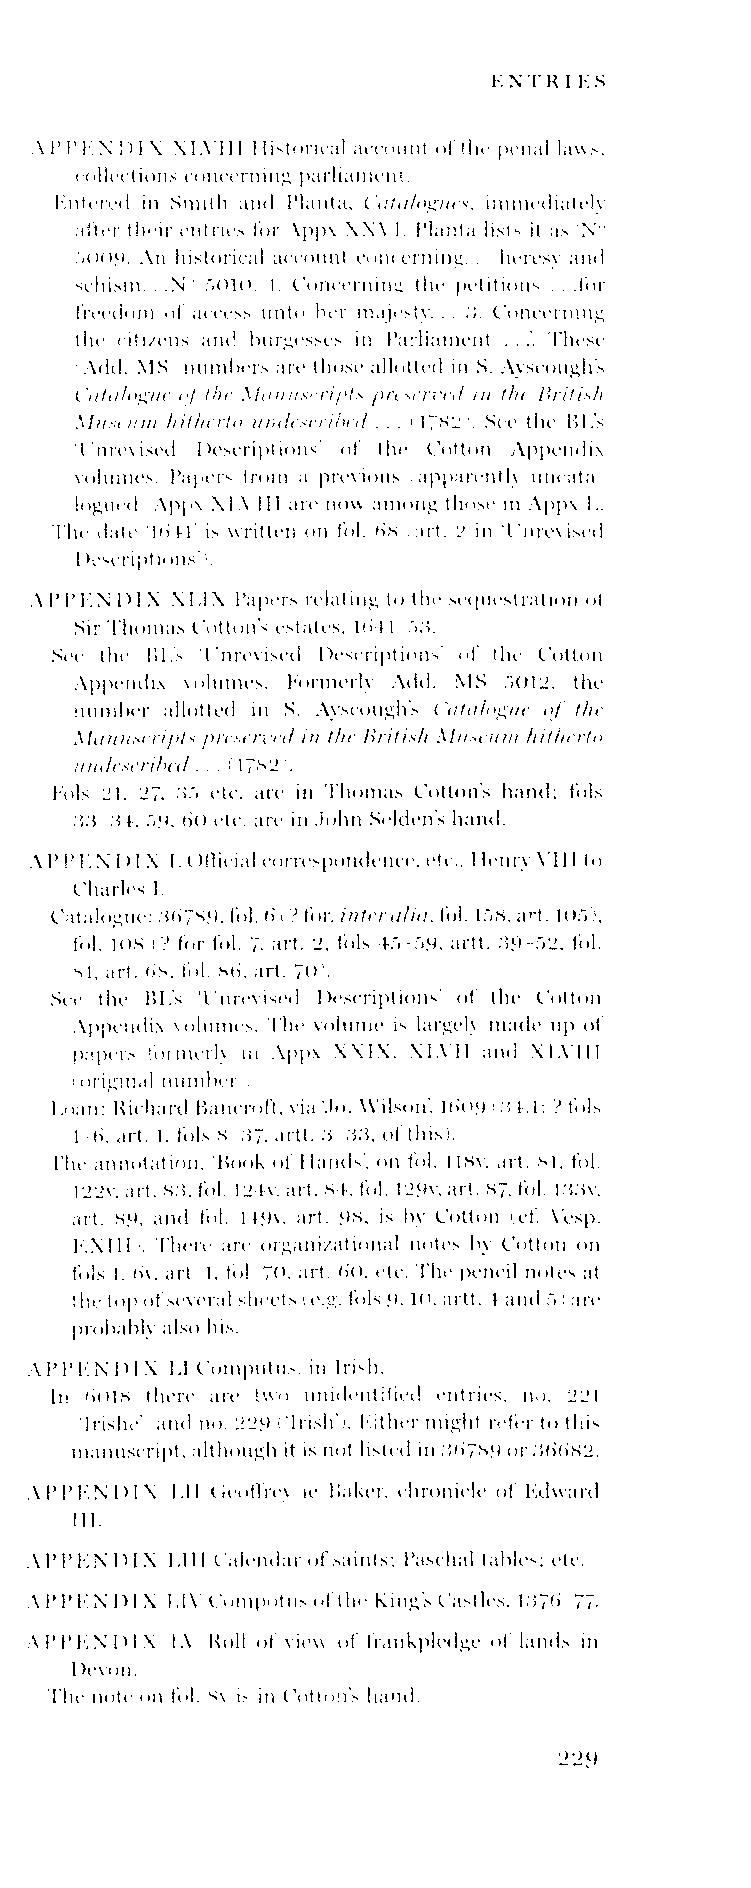 ENTRIES
APPENDIX XLVIII Historical account of the penal laws,
collections concerning parliament.
Entered in Smith and Planta, Catalogues, immediately
after their entries for Appx XXVI. Planta lists it as 'N°
5009. An historical account concerning... heresy and
schism...N° 5010. 1. Concerning the petitions ...for
freedom of access unto her majesty... 3. Concerning
the citizens and burgesses in Parliament ...'. These
(Add. MS) numbers are those allotted in S. Ayscough's
Catalogue of the Manuscripts preserved in the British
Museum hitherto undescribed ... (1782). See the BL's
'Unrevised Descriptions' of the Cotton Appendix
volumes. Papers from a previous (apparently uncata-
logued) Appx XLVIII are now among those in Appx L.
The date '1641' is written on fol. 68 (art. 2 in 'Unrevised
Descriptions').
APPENDIX XLIX Papers relating to the sequestration of
Sir Thomas Cotton's estates, 1644–53.
See the BL's 'Unrevised Descriptions' of the Cotton
Appendix volumes. Formerly Add. MS 5012, the
number allotted in S. Ayscough's Catalogue of the
Manuscripts preserved in the British Museum hitherto
undescribed ... (1782).
Fols 21, 27, 35 etc. are in Thomas Cotton's hand; fols
33–34, 59, 60 etc. are in John Selden's hand.
APPENDIX L Official correspondence, etc., Henry VIII to
Charles I.
Catalogue: 36789, fol. 6 (? for, inter alia, fol. 158, art. 105),
fol. 108 (? for fol. 7, art. 2, fols 45–59, artt. 39–52, fol.
81, art. 68, fol. 86, art. 70).
See the BL's 'Unrevised Descriptions' of the Cotton
Appendix volumes. The volume is largely made up of
papers formerly in Appx XXIX, XLVII and XLVIII
(original number).
Loan: Richard Bancroft, via 'Jo. Wilson', 1609 (34.1: ? fols
1–6, art. 1, fols 8–37, artt. 3–33, of this).
The annotation, 'Book of Hands', on fol. 118v, art. 81, fol.
122v, art. 83, fol. 124v, art. 84, fol. 129v, art. 87, fol. 133v,
art. 89, and fol. 149v, art. 98, is by Cotton (cf. Vesp.
F.XIII). There are organizational notes by Cotton on
fols 1, 6v, art. 1, fol. 70, art. 60, etc. The pencil notes at
the top of several sheets (e.g. fols 9, 10, artt. 4 and 5) are
probably also his.
APPENDIX LI Computus, in Irish.
In 6018 there are two unidentified entries, no. 221
('Irishe') and no. 229 ('Irish'). Either might refer to this
manuscript, although it is not listed in 36789 or 36682.
APPENDIX LII Geoffrey le Baker, chronicle of Edward
III.
APPENDIX LIII Calendar of saints; Paschal tables; etc.
APPENDIX LIV Compotus of the King's Castles, 1376–77.
APPENDIX LV Roll of view of frankpledge of lands in
Devon.
The note on fol. 8v is in Cotton's hand.
229